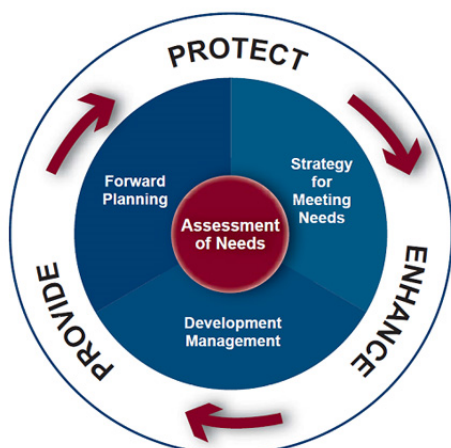 PROTECT
Forward
Planning
Strategy
for
Meeting
Needs
Assessment
of Needs
Development
Management
PROVIDE
ENHANCE